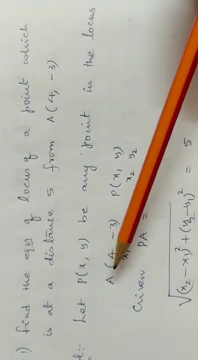 1) Find the eqn of locus of a point which
is at a distance 5 from A(4, -3)
Let P(x, y) be any point in the locus
A(4 -3) P(x, y)
x₁ x₂ y₂
Given PA =
√(x₂ - x₁)² + (y₂ - y₁)² = 5